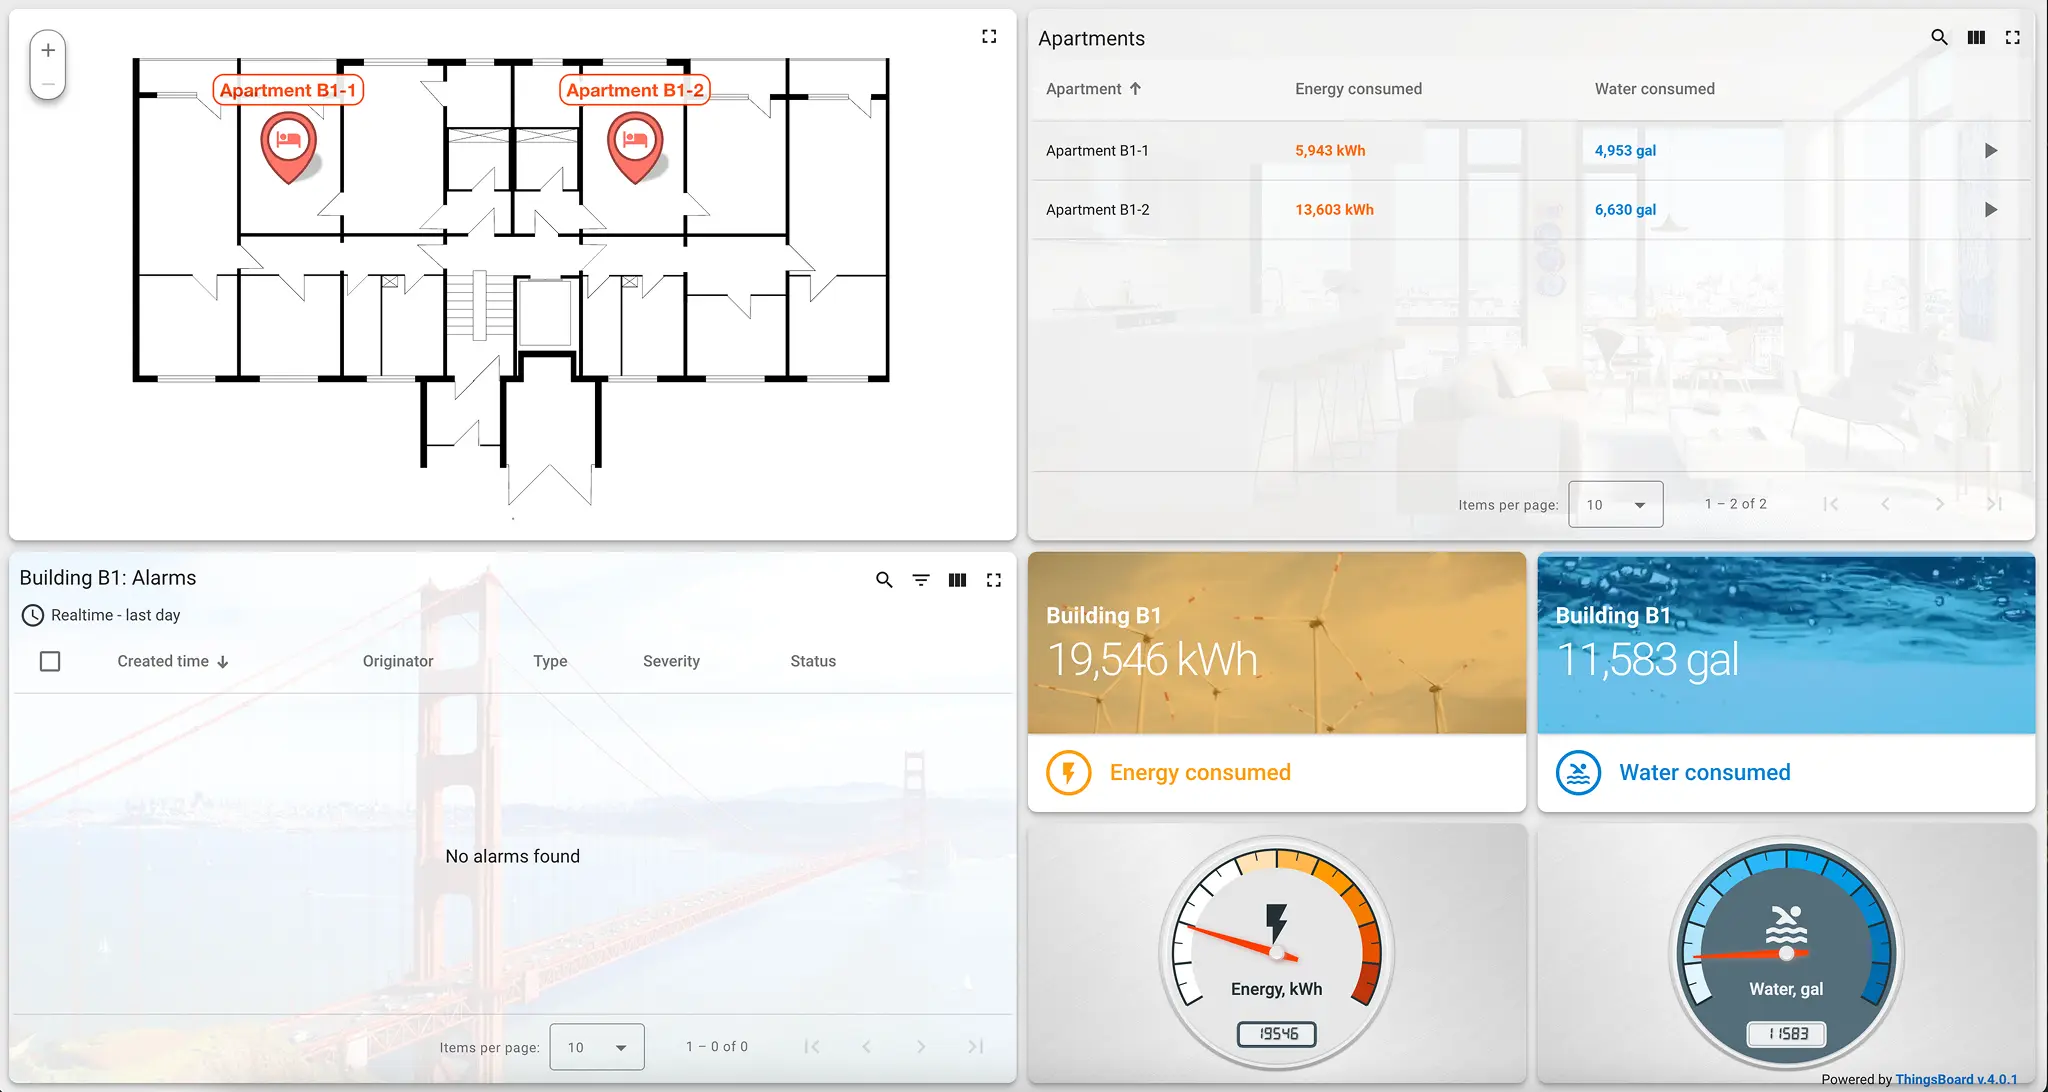 +
Apartment B1-1
Apartment B1-2
Apartments
Apartment Energy consumed Water consumed
Apartment B1-1 5,943 kWh 4,953 gal
Apartment B1-2 13,603 kWh 6,630 gal
Items per page: 10 1 – 2 of 2
Building B1: Alarms
Realtime - last day
Created time Originator Type Severity Status
No alarms found
Items per page: 10 1 – 0 of 0
Building B1
19,546 kWh
Energy consumed
Building B1
11,583 gal
Water consumed
Energy, kWh
19546
Water, gal
11583
Powered by ThingsBoard v.4.0.1